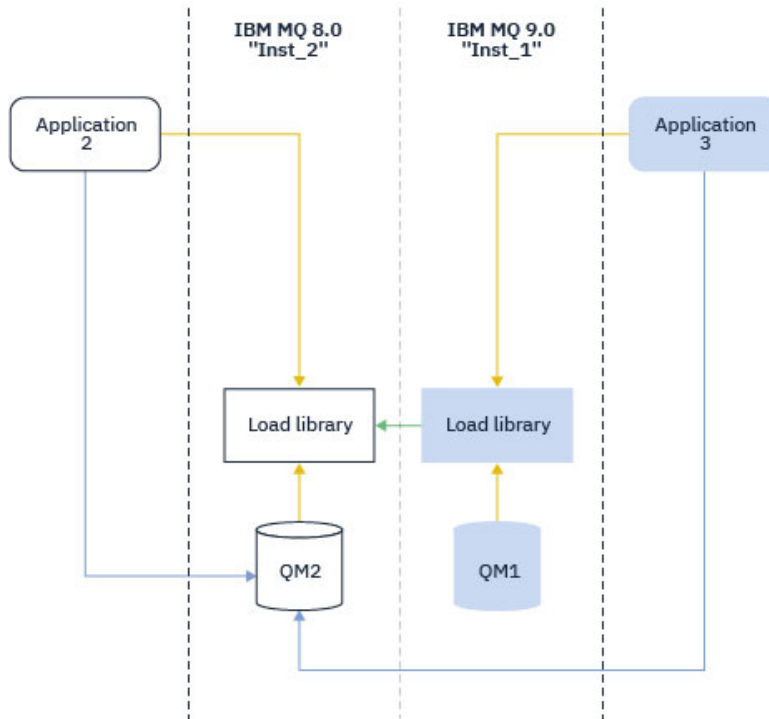 IBM MQ 8.0
"Inst_2"
IBM MQ 9.0
"Inst_1"
Application
2
Application
3
Load library
Load library
QM2
QM1